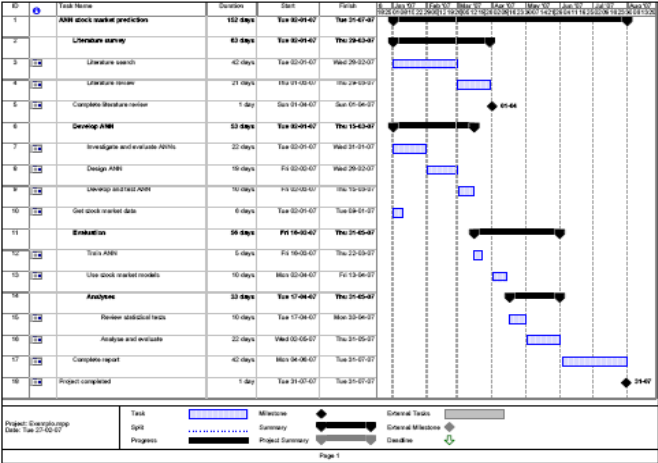 ID Task Name Duration Start Finish Jan '07 Feb '07 Mar '07 Apr '07 May '07 Jun '07 Jul '07 Aug '07
1 ANN stock market prediction 152 days Tue 02-01-07 Tue 31-07-07
2 Literature survey 63 days Tue 02-01-07 Thu 29-03-07
3 Literature search 42 days Tue 02-01-07
4 Literature review 21 days Thu 01-03-07 Thu 29-03-07
5 Complete literature review 1 day Sun 01-04-07 Sun 01-04-07 01-04
6 Develop ANN 53 days Tue 02-01-07 Thu 15-03-07
7 Investigate and evaluate ANNs 22 days Tue 02-01-07 Wed 31-01-07
8 Design ANN 19 days Fri 02-02-07
9 Develop and test ANN 10 days Thu 15-03-07
10 Get stock market data 6 days Tue 02-01-07 Tue 09-01-07
11 Evaluation Fri 16-03-07 Thu 31-05-07
12 Train ANN 5 days Fri 16-03-07 Thu 22-03-07
13 Use stock market models 10 days Mon 02-04-07 Fri 13-04-07
14 Analyses 33 days Tue 17-04-07 Thu 31-05-07
15 Review statistical tests 10 days Tue 17-04-07 Mon 30-04-07
16 Analyse and evaluate 22 days Wed 02-05-07 Thu 31-05-07
17 Complete report 42 days Mon 04-06-07 Tue 31-07-07
Project completed 1 day Tue 31-07-07 Tue 31-07-07 31-07
Project: Example.mpp
Date: Tue 27-02-07
Task Milestone External Tasks
Split Summary External Milestone
Progress Project Summary Deadline
Page 1